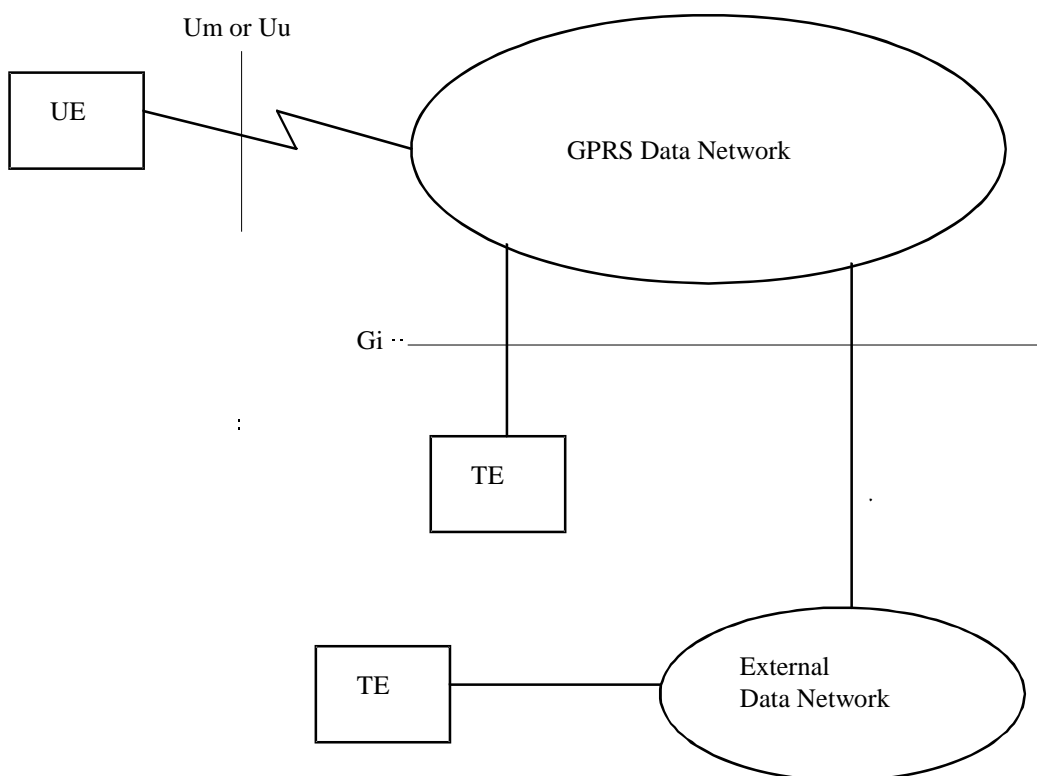 Um or Uu
UE
GPRS Data Network
Gi
TE
TE
External
Data Network